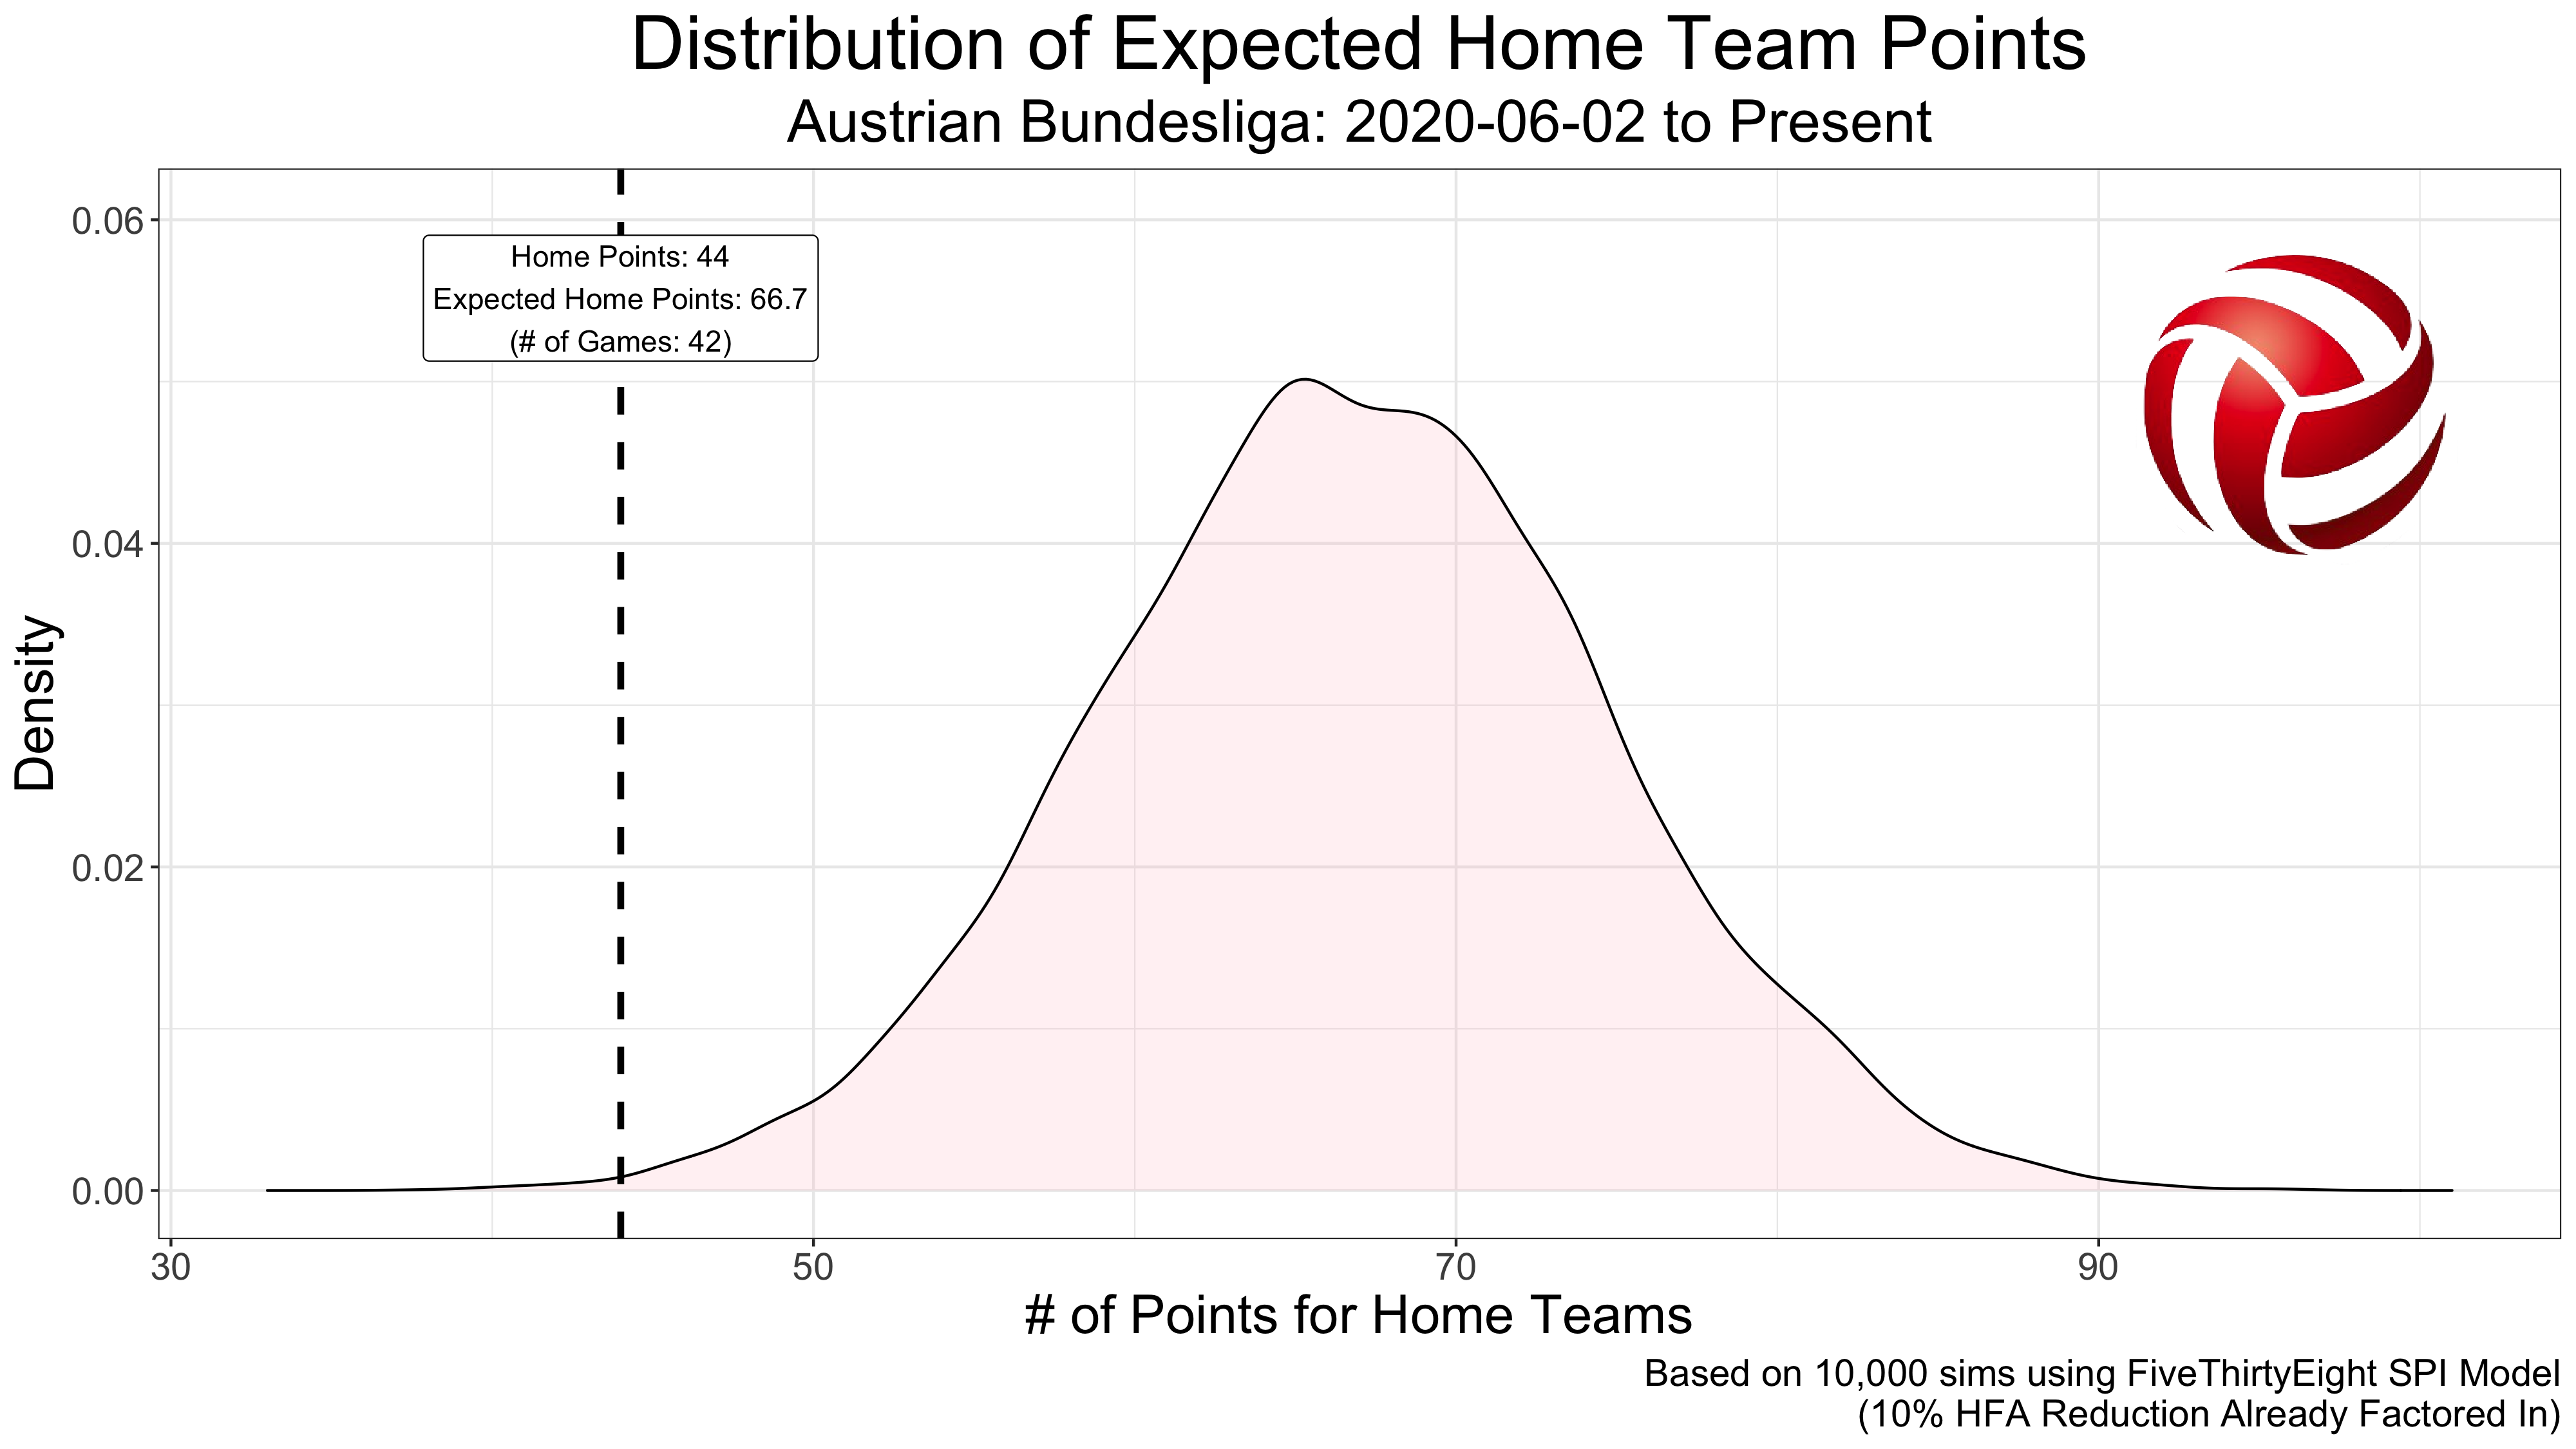 Distribution of Expected Home Team Points
Austrian Bundesliga: 2020-06-02 to Present
Home Points: 44
Expected Home Points: 66.7
(# of Games: 42)
0.06
0.04
0.02
0.00
Density
30 50 70 90
# of Points for Home Teams
Based on 10,000 sims using FiveThirtyEight SPI Model
(10% HFA Reduction Already Factored In)